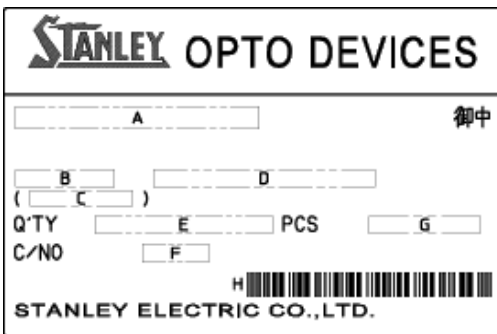 STANLEY OPTO DEVICES
A 御中
B D
( C )
Q'TY E PCS G
C/NO F
H
STANLEY ELECTRIC CO.,LTD.